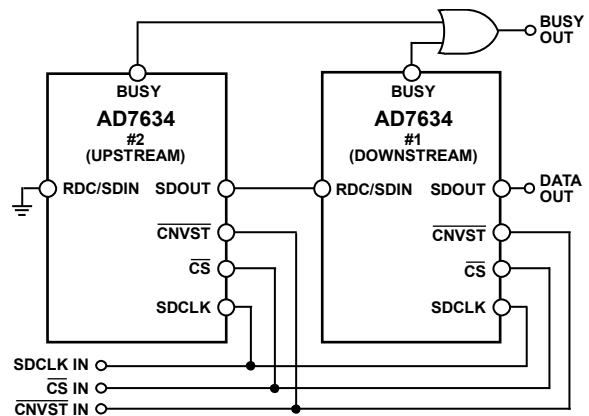 BUSY
OUT
BUSY
BUSY
AD7634
#2
(UPSTREAM)
AD7634
#1
(DOWNSTREAM)
RDC/SDIN SDOUT
RDC/SDIN SDOUT
DATA
OUT
CNVST
CNVST
CS
CS
SDCLK
SDCLK
SDCLK IN
CS IN
CNVST IN